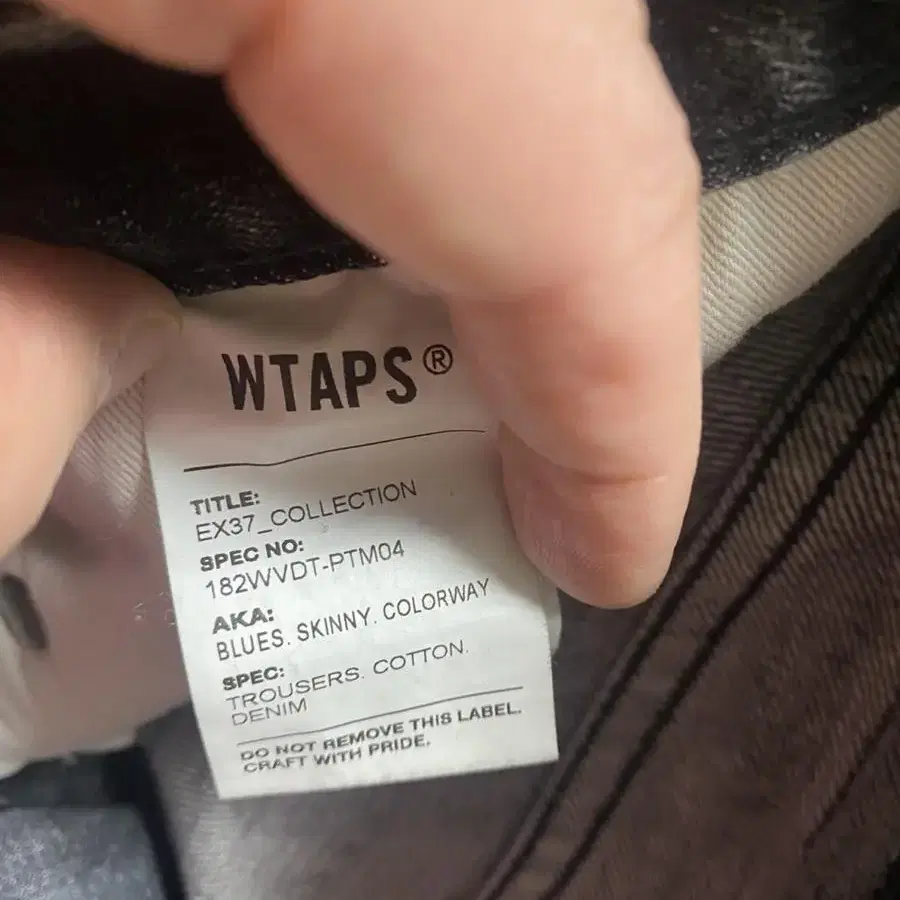 WTAPS®
TITLE:
EX37_COLLECTION
SPEC NO:
182WVDT-PTM04
AKA:
BLUES. SKINNY. COLORWAY
SPEC:
TROUSERS. COTTON.
DENIM
DO NOT REMOVE THIS LABEL.
CRAFT WITH PRIDE.